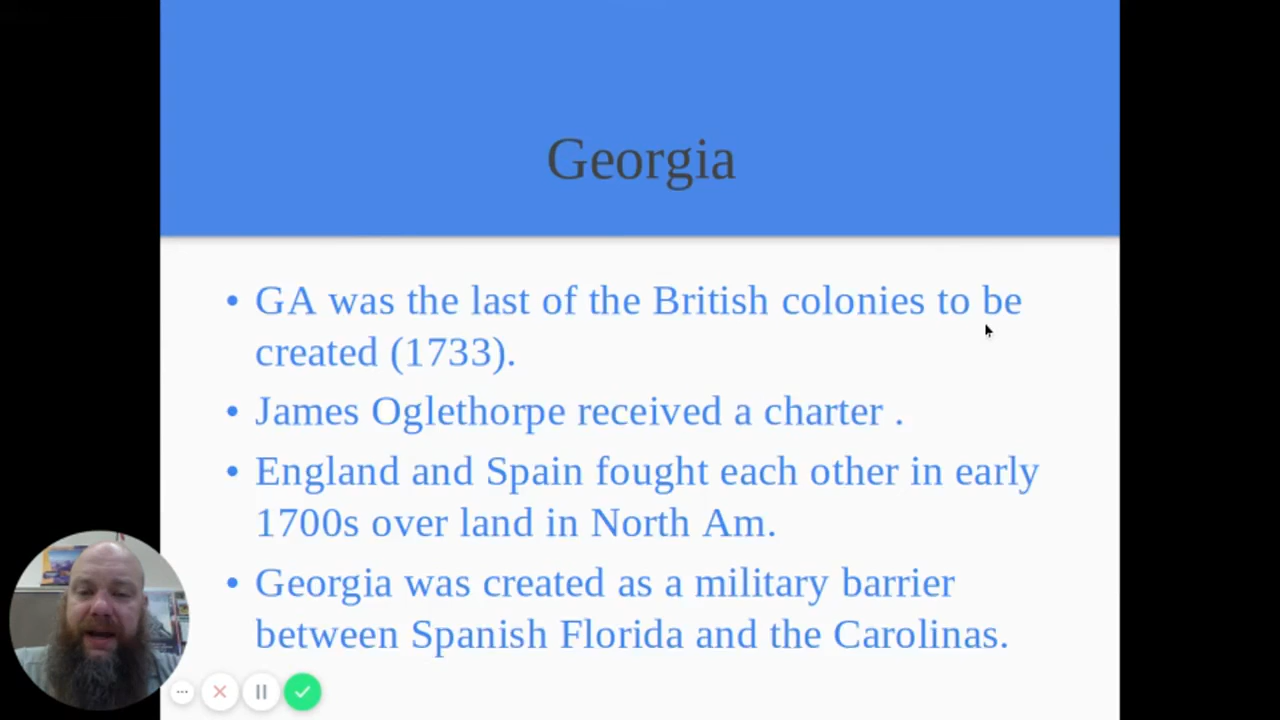 Georgia
• GA was the last of the British colonies to be
created (1733).
• James Oglethorpe received a charter .
• England and Spain fought each other in early
1700s over land in North Am.
• Georgia was created as a military barrier
between Spanish Florida and the Carolinas.